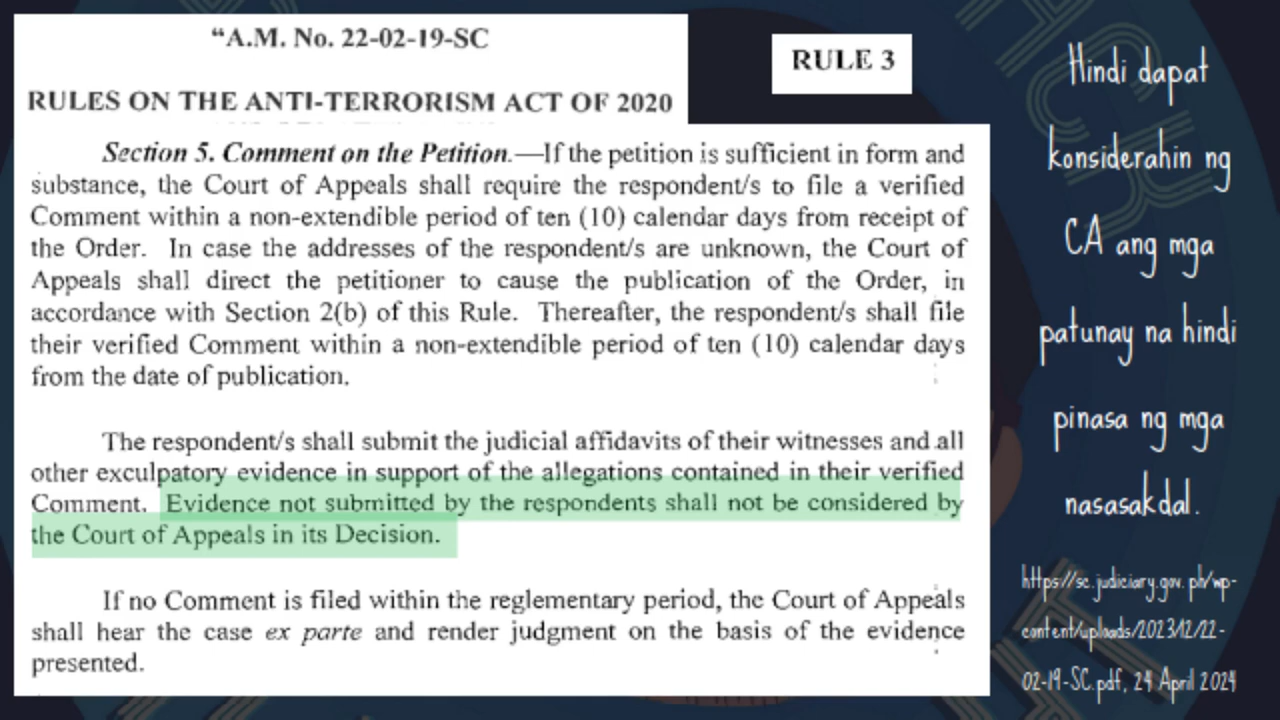 “A.M. No. 22-02-19-SC
RULES ON THE ANTI-TERRORISM ACT OF 2020
RULE 3
Section 5. Comment on the Petition.—If the petition is sufficient in form and
substance, the Court of Appeals shall require the respondent/s to file a verified
Comment within a non-extendible period of ten (10) calendar days from receipt of
the Order. In case the addresses of the respondent/s are unknown, the Court of
Appeals shall direct the petitioner to cause the publication of the Order, in
accordance with Section 2(b) of this Rule. Thereafter, the respondent/s shall file
their verified Comment within a non-extendible period of ten (10) calendar days
from the date of publication.
The respondent/s shall submit the judicial affidavits of their witnesses and all
other exculpatory evidence in support of the allegations contained in their verified
Comment. Evidence not submitted by the respondents shall not be considered by
the Court of Appeals in its Decision.
If no Comment is filed within the reglementary period, the Court of Appeals
shall hear the case ex parte and render judgment on the basis of the evidence
presented.
Hindi dapat
konsiderahin ng
CA ang mga
patunay na hindi
pinasa ng mga
nasasakdal.
https://sc.judiciary.gov.ph/wp-
content/uploads/2023/12/22-
02-19-SC.pdf, 24 April 2024